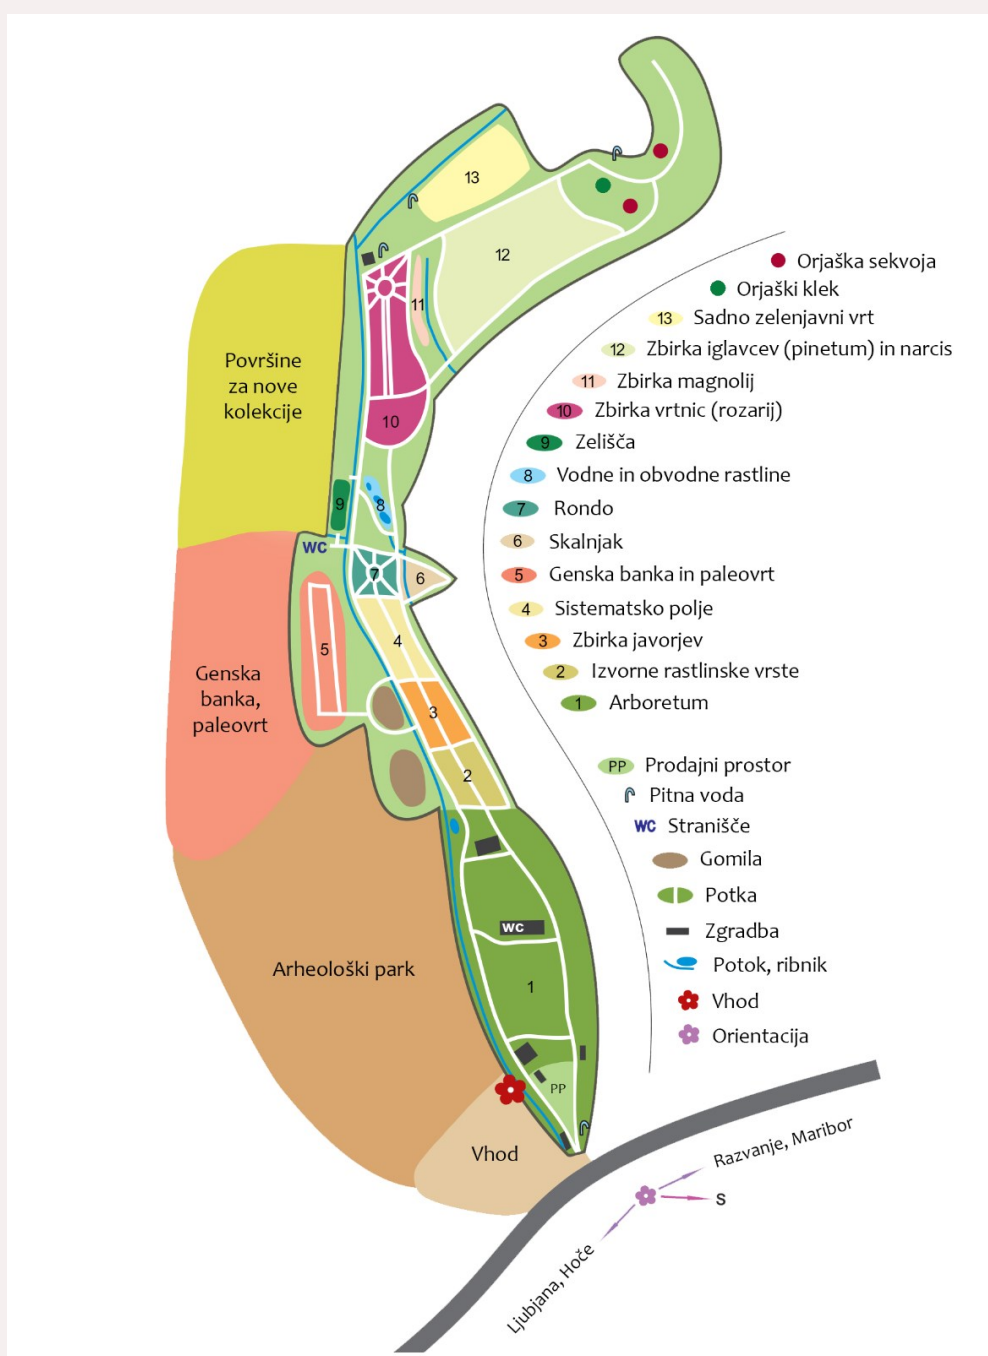 13
12
11
10
Površine
za nove
kolekcije
9
8
WC
7
6
5
4
Genska
banka,
paleovrt
3
2
WC
Arheološki park
1
PP
Vhod
Orjaška sekvoja
Orjaški klek
13 Sadno zelenjavni vrt
12 Zbirka iglavcev (pinetum) in narcis
11 Zbirka magnolij
10 Zbirka vrtnic (rozarij)
9 Zelišča
8 Vodne in obvodne rastline
7 Rondo
6 Skalnjak
5 Genska banka in paleovrt
4 Sistematsko polje
3 Zbirka javorjev
2 Izvorne rastlinske vrste
1 Arboretum
PP Prodajni prostor
Pitna voda
WC Stranišče
Gomila
Potka
Zgradba
Potok, ribnik
Vhod
Orientacija
Razvanje, Maribor
S
Ljubjana, Hoče